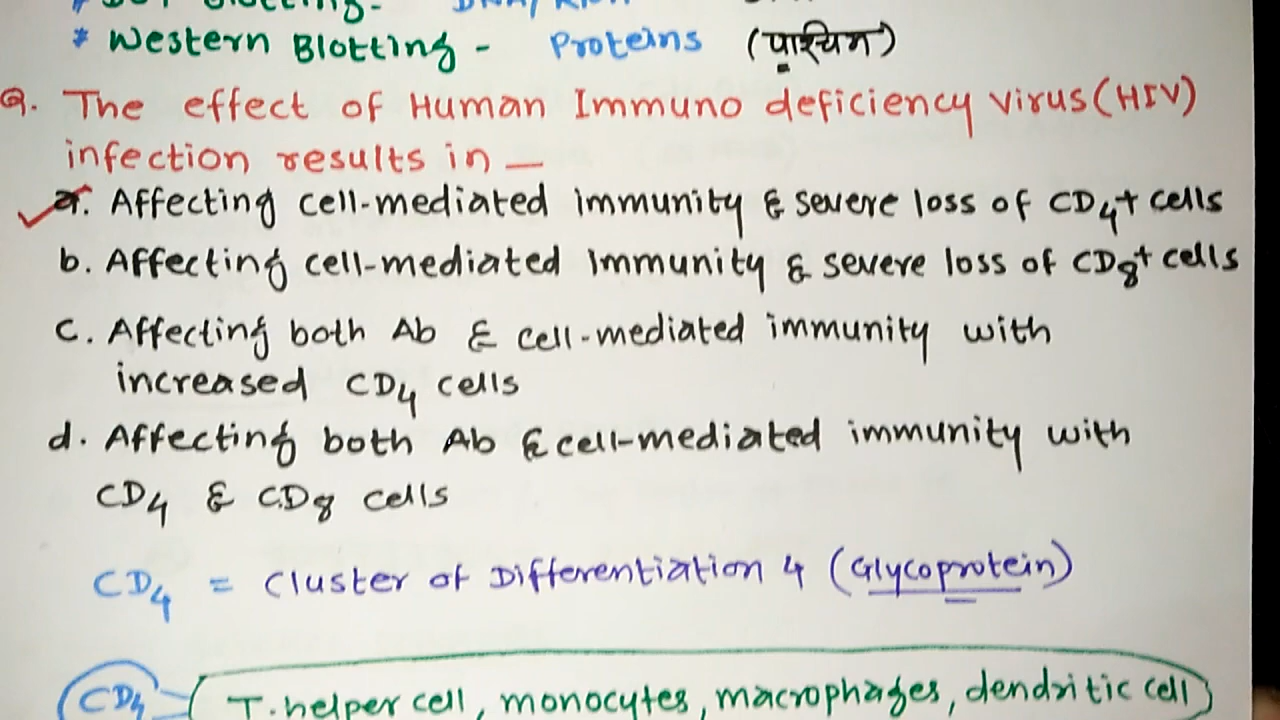 * Western Blotting - Proteins (पाश्चिम)
Q. The effect of Human Immuno deficiency virus (HIV)
infection results in _
a. Affecting cell-mediated immunity & severe loss of CD4+ cells
b. Affecting cell-mediated immunity & severe loss of CD8+ cells
c. Affecting both Ab & cell-mediated immunity with
increased CD4 cells
d. Affecting both Ab & cell-mediated immunity with
CD4 & CD8 cells
CD4 = Cluster of Differentiation 4 (Glycoprotein)
CD4 T.helper cell, monocytes, macrophages, dendritic cell